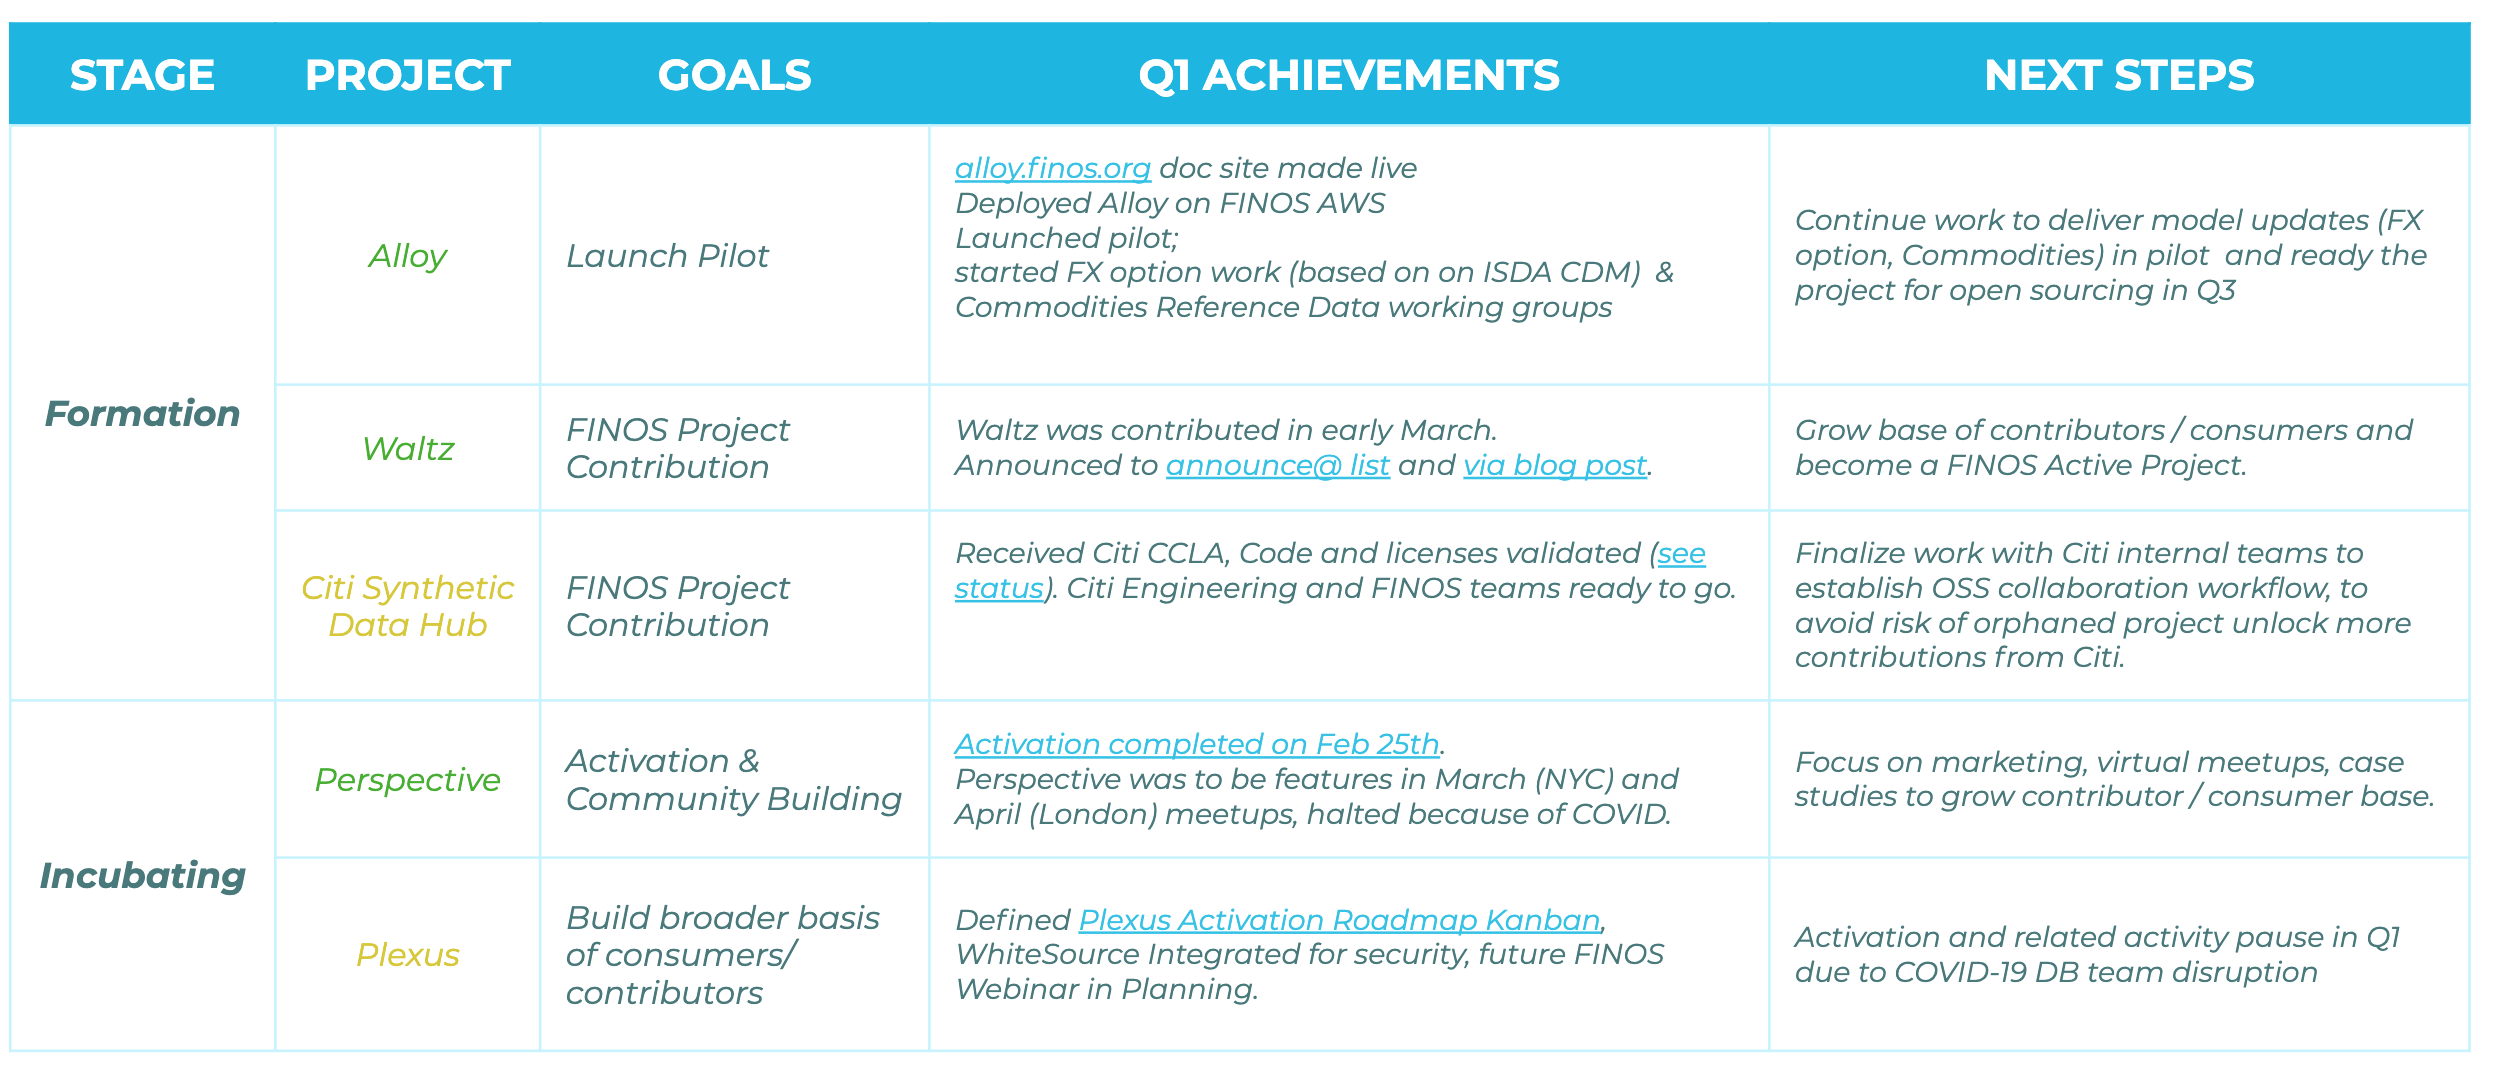 STAGE PROJECT GOALS Q1 ACHIEVEMENTS NEXT STEPS
Formation
Alloy
Launch Pilot
alloy.finos.org doc site made live
Deployed Alloy on FINOS AWS
Launched pilot;
started FX option work (based on on ISDA CDM) &
Commodities Reference Data working groups
Continue work to deliver model updates (FX
option, Commodities) in pilot and ready the
project for open sourcing in Q3
Waltz
FINOS Project
Contribution
Waltz was contributed in early March.
Announced to announce@ list and via blog post.
Grow base of contributors / consumers and
become a FINOS Active Project.
Citi Synthetic
Data Hub
FINOS Project
Contribution
Received Citi CCLA, Code and licenses validated (see
status). Citi Engineering and FINOS teams ready to go.
Finalize work with Citi internal teams to
establish OSS collaboration workflow, to
avoid risk of orphaned project unlock more
contributions from Citi.
Incubating
Perspective
Activation &
Community Building
Activation completed on Feb 25th.
Perspective was to be features in March (NYC) and
April (London) meetups, halted because of COVID.
Focus on marketing, virtual meetups, case
studies to grow contributor / consumer base.
Plexus
Build broader basis
of consumers/
contributors
Defined Plexus Activation Roadmap Kanban,
WhiteSource Integrated for security, future FINOS
Webinar in Planning.
Activation and related activity pause in Q1
due to COVID-19 DB team disruption